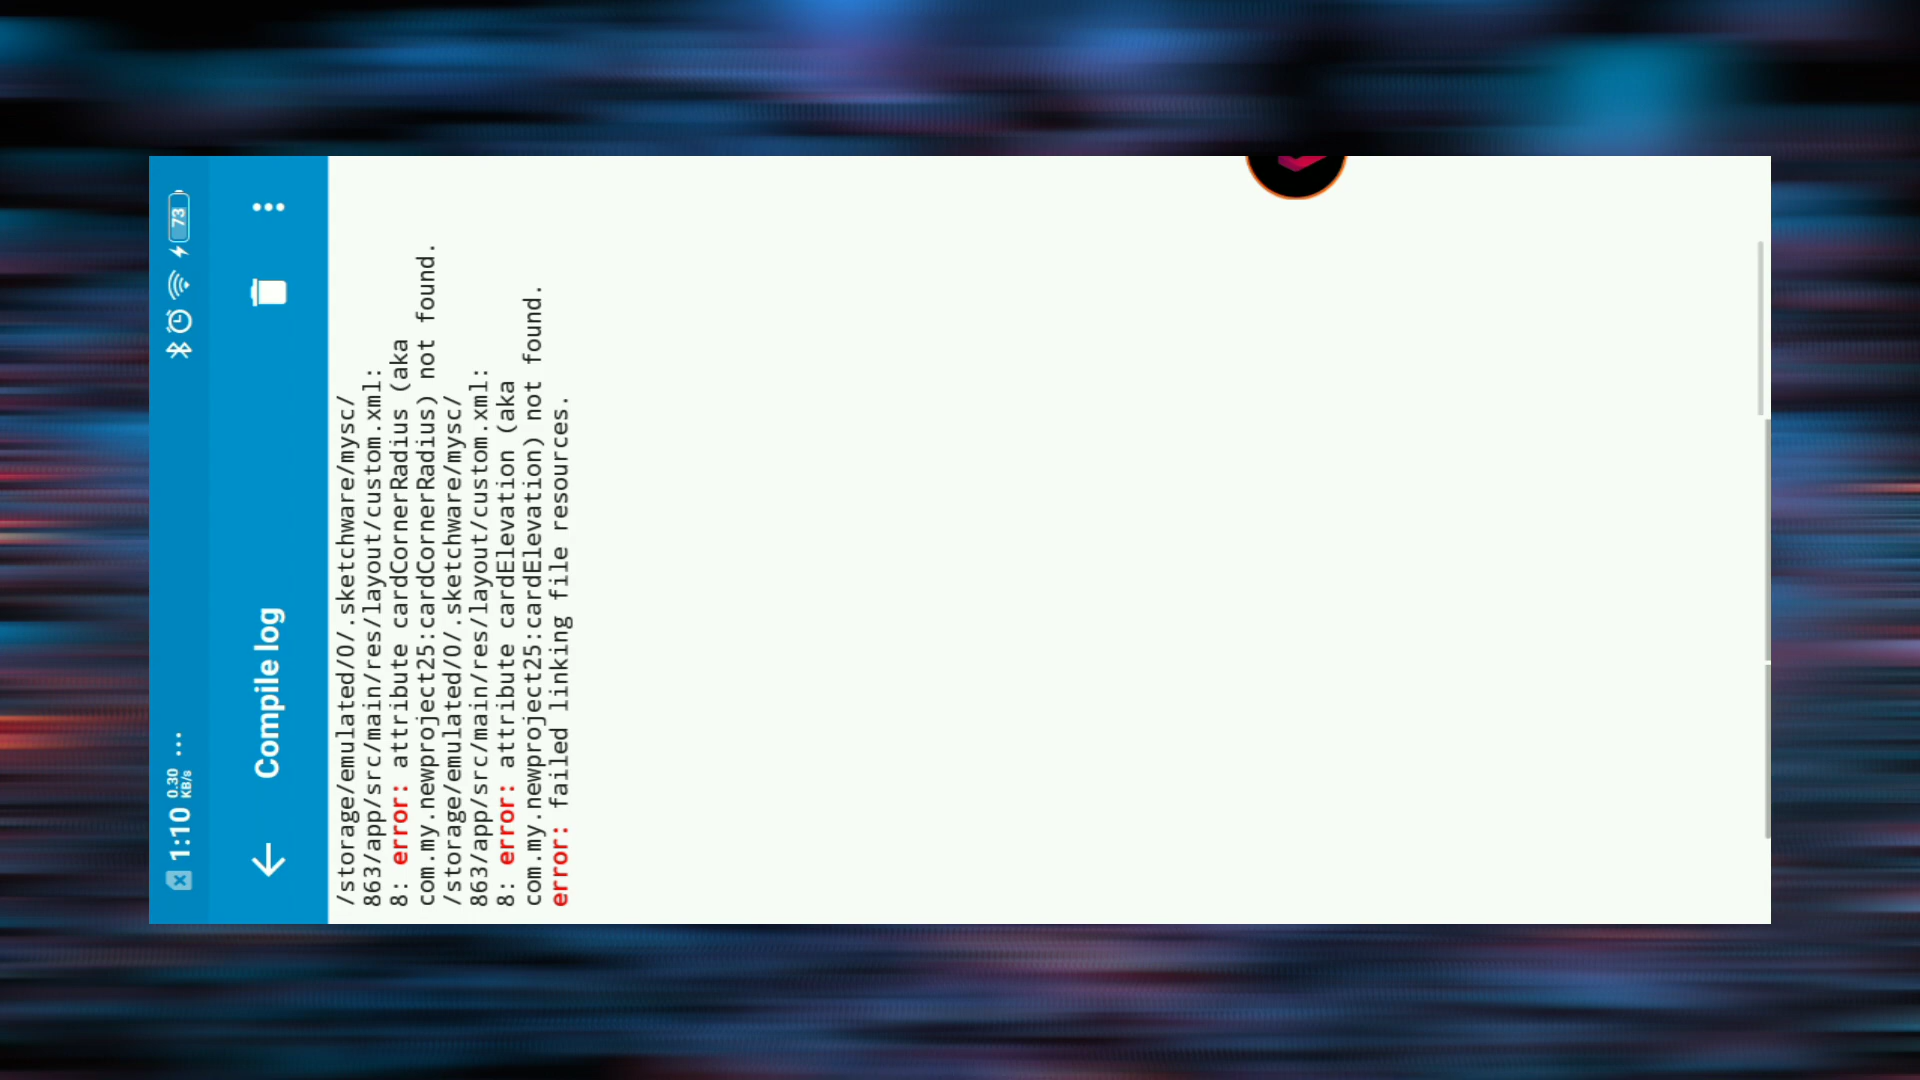 1:10 0.30 KB/s ... 73
Compile log
/storage/emulated/0/.sketchware/mysc/
863/app/src/main/res/layout/custom.xml:
8: error: attribute cardCornerRadius (aka
com.my.newproject25:cardCornerRadius) not found.
/storage/emulated/0/.sketchware/mysc/
863/app/src/main/res/layout/custom.xml:
8: error: attribute cardElevation (aka
com.my.newproject25:cardElevation) not found.
error: failed linking file resources.